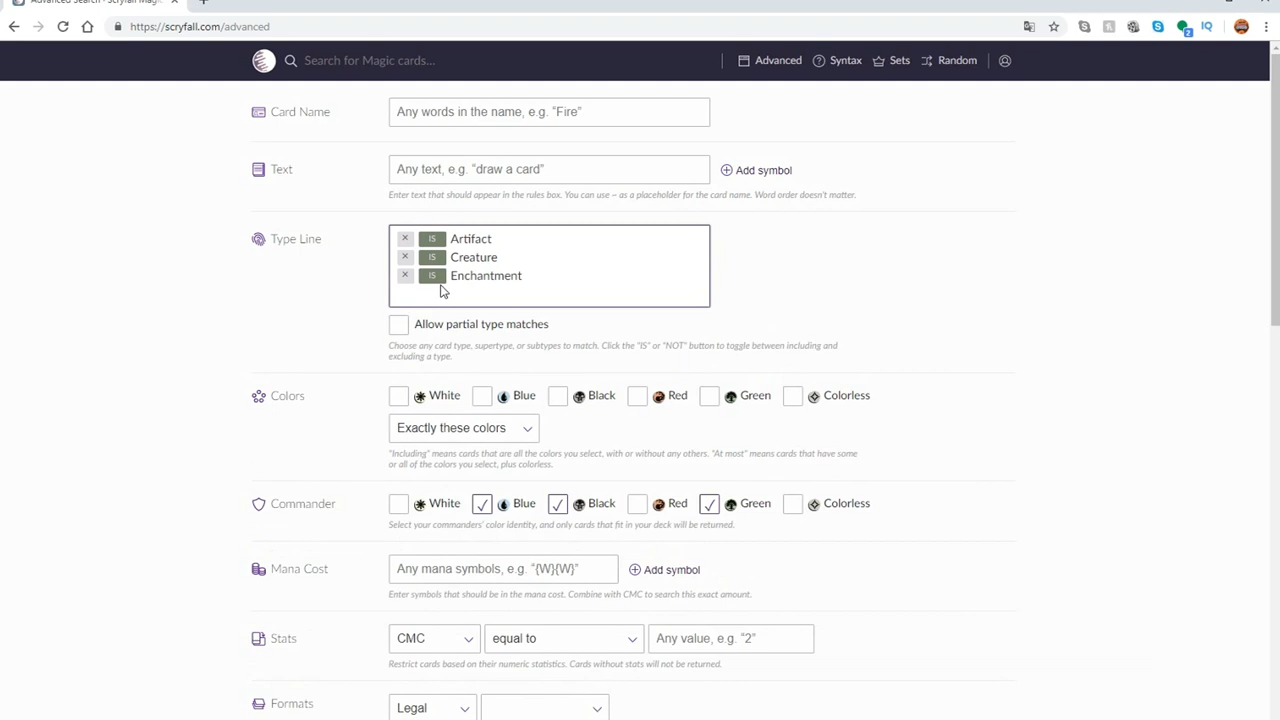 Advanced Search · Scryfall Magic
https://scryfall.com/advanced
2
IQ
Search for Magic cards...
Advanced
Syntax
Sets
Random
Card Name
Any words in the name, e.g. “Fire”
Text
Any text, e.g. “draw a card”
Add symbol
Enter text that should appear in the rules box. You can use ~ as a placeholder for the card name. Word order doesn't matter.
Type Line
× IS Artifact
× IS Creature
× IS Enchantment
Allow partial type matches
Choose any card type, supertype, or subtypes to match. Click the "IS" or "NOT" button to toggle between including and
excluding a type.
Colors
White Blue Black Red Green Colorless
Exactly these colors
"Including" means cards that are all the colors you select, with or without any others. "At most" means cards that have some
or all of the colors you select, plus colorless.
Commander
White Blue Black Red Green Colorless
Select your commanders' color identity, and only cards that fit in your deck will be returned.
Mana Cost
Any mana symbols, e.g. “{W}{W}”
Add symbol
Enter symbols that should be in the mana cost. Combine with CMC to search this exact amount.
Stats
CMC
equal to
Any value, e.g. “2”
Restrict cards based on their numeric statistics. Cards without stats will not be returned.
Formats
Legal